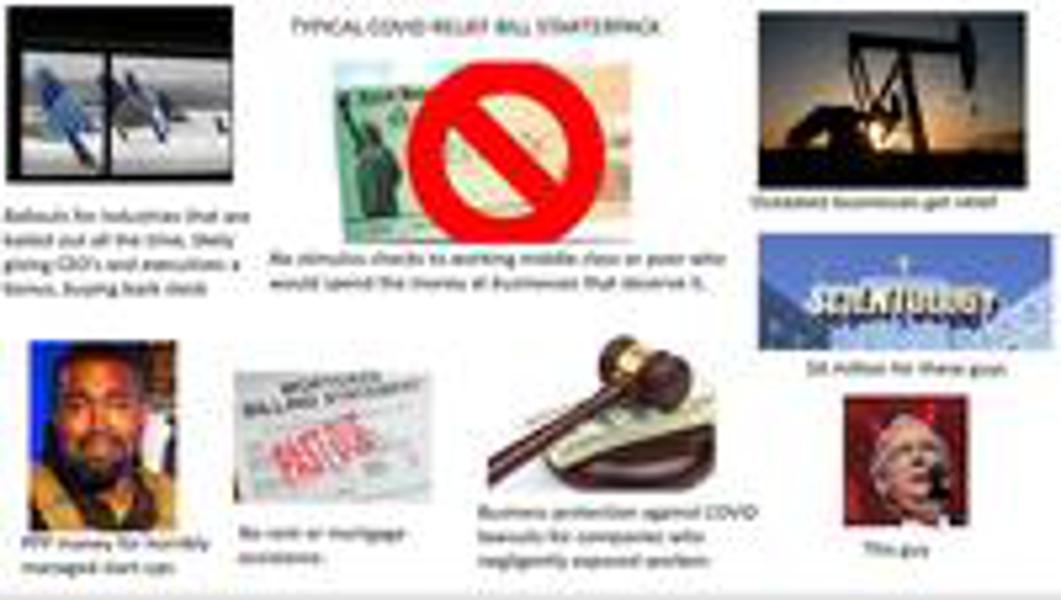 TYPICAL COVID RELIEF BILL STARTERPACK
Bailouts for industries that are
bailed out all the time, likely
giving CEO's and executives a
bonus, buying back stock
No stimulus checks to working middle class or poor who
would spend the money at businesses that deserve it.
businesses get relief
SCIENTOLOGY
million for these guys
PPP money for
managed start-ups
MORTGAGE
BILLING STATEMENT
PAST DUE
No rent or mortgage
assistance.
Business protection against COVID
lawsuits for companies who
negligently exposed workers
This guy